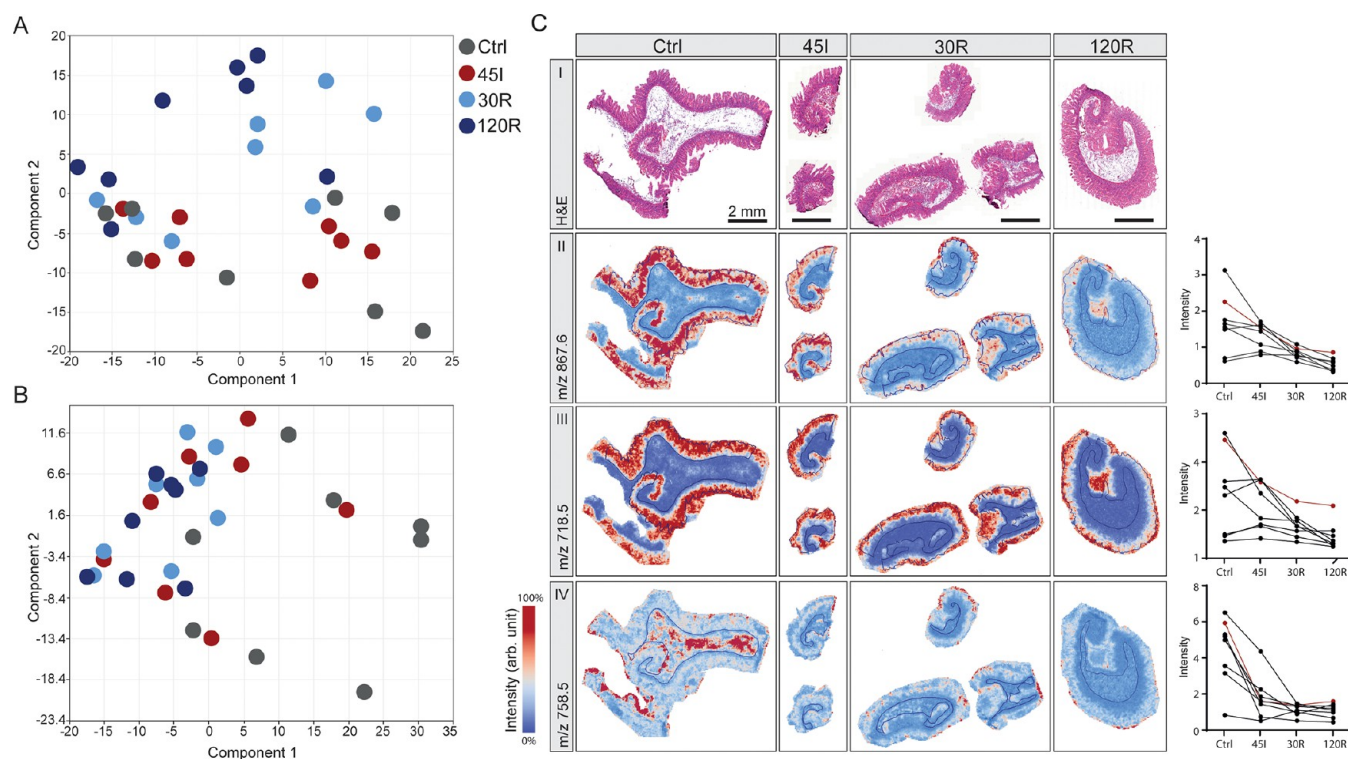 A
20
15
10
5
0
-5
-10
-15
-20
Component 2
-20 -15 -10 -5 0 5 10 15 20 25
Component 1
Ctrl
45I
30R
120R
B
11.6
6.6
1.6
-3.4
-8.4
-13.4
-18.4
-23.4
Component 2
-20 -15 -10 -5 0 5 10 15 20 25 30 35
Component 1
C
Ctrl 45I 30R 120R
I
H&E
2 mm
II
m/z 867.6
4
3
2
1
0
Intensity
Ctrl 45I 30R 120R
III
m/z 718.5
3
4
2
1
Intensity
Ctrl 45I 30R 120R
IV
m/z 758.5
100%
0%
Intensity (arb. unit)
8
6
4
2
0
Intensity
Ctrl 45I 30R 120R